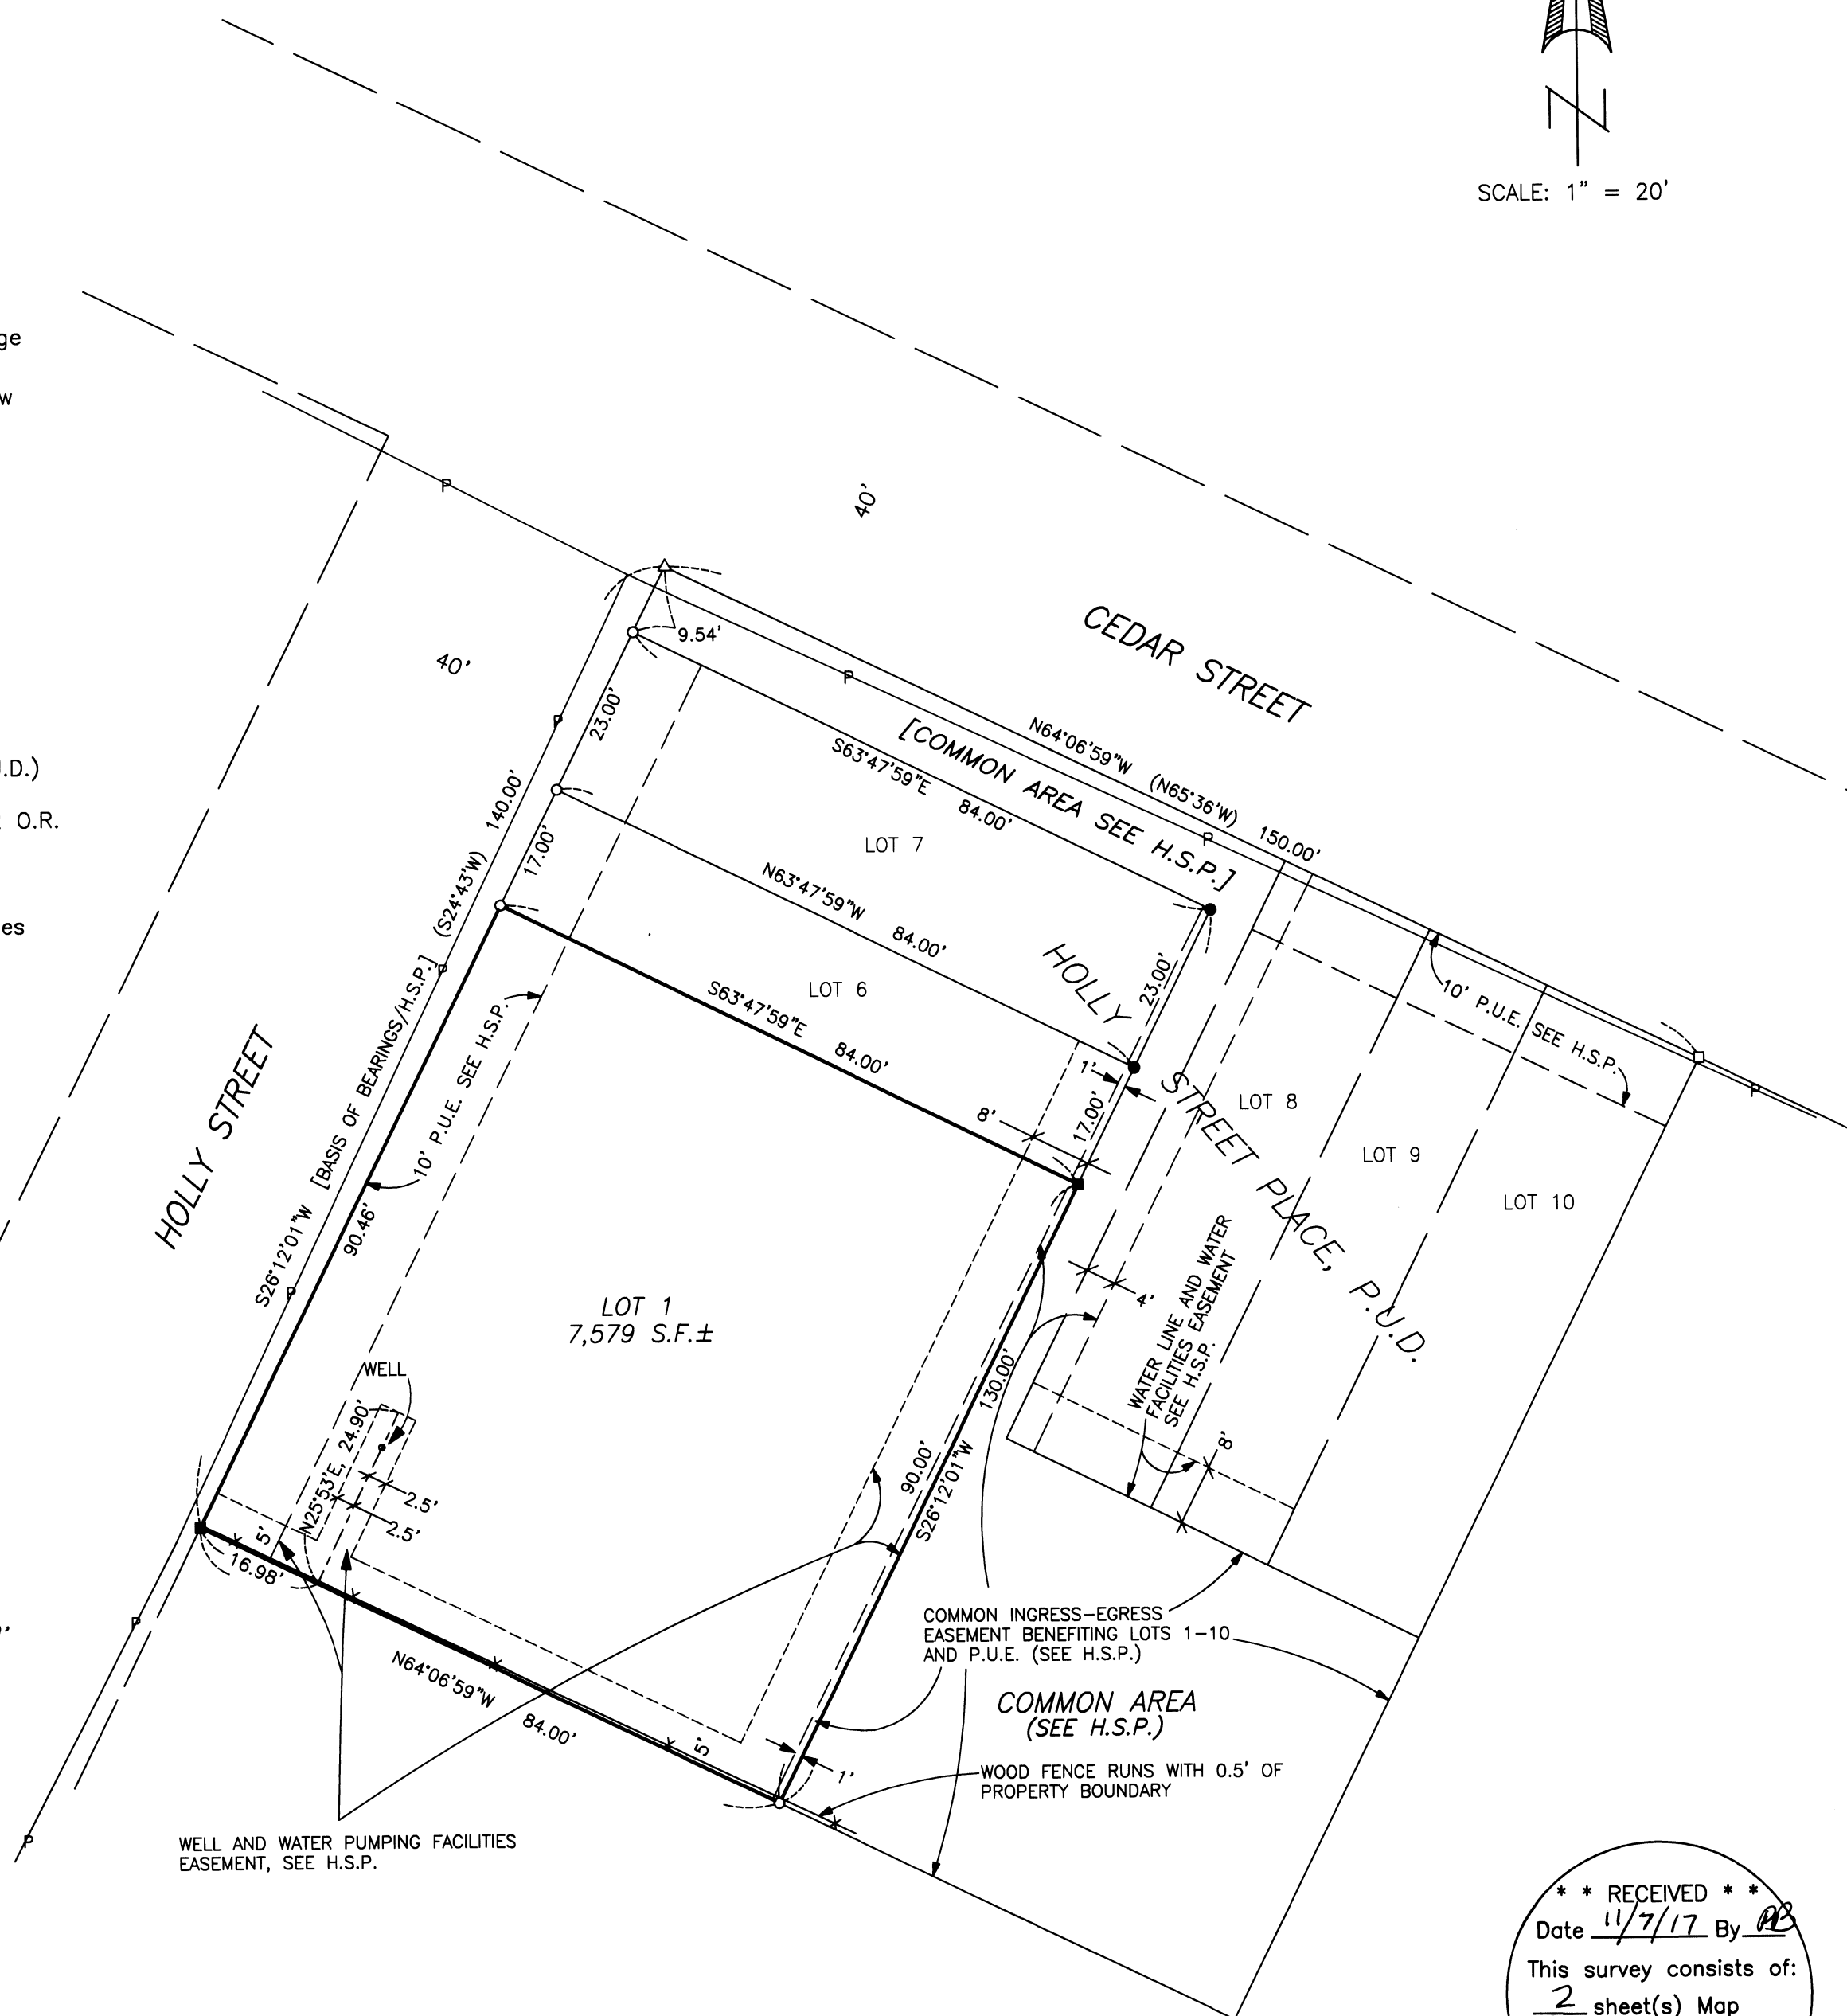 SCALE: 1” = 20’
ge
w
.D.)
O.R.
es
40’
40’
CEDAR STREET
HOLLY STREET
9.54’
N64°06’59”W (N65°36’W) 150.00’
[COMMON AREA SEE H.S.P.]
S63°47’59”E 84.00’
23.00’
LOT 7
17.00’
N63°47’59”W 84.00’
LOT 6
S63°47’59”E 84.00’
S26°12’01”W [BASIS OF BEARINGS/H.S.P.] (S24°43’W) 140.00’
90.46’
10’ P.U.E. SEE H.S.P.
HOLLY STREET PLACE, P.U.D.
23.00’
1’
17.00’
8’
LOT 8
LOT 9
LOT 10
10’ P.U.E. SEE H.S.P.
4’
WATER LINE AND WATER
FACILITIES EASEMENT
SEE H.S.P.
8’
LOT 1
7,579 S.F.±
WELL
N25°53’E, 24.90’
2.5’
2.5’
5’
16.98’
130.00’
90.00’
S26°12’01”W
N64°06’59”W 84.00’
5’
1’
COMMON INGRESS–EGRESS
EASEMENT BENEFITING LOTS 1–10
AND P.U.E. (SEE H.S.P.)
COMMON AREA
(SEE H.S.P.)
WOOD FENCE RUNS WITH 0.5’ OF
PROPERTY BOUNDARY
WELL AND WATER PUMPING FACILITIES
EASEMENT, SEE H.S.P.
* * RECEIVED * *
Date 11/7/17 By
This survey consists of:
2 sheet(s) Map